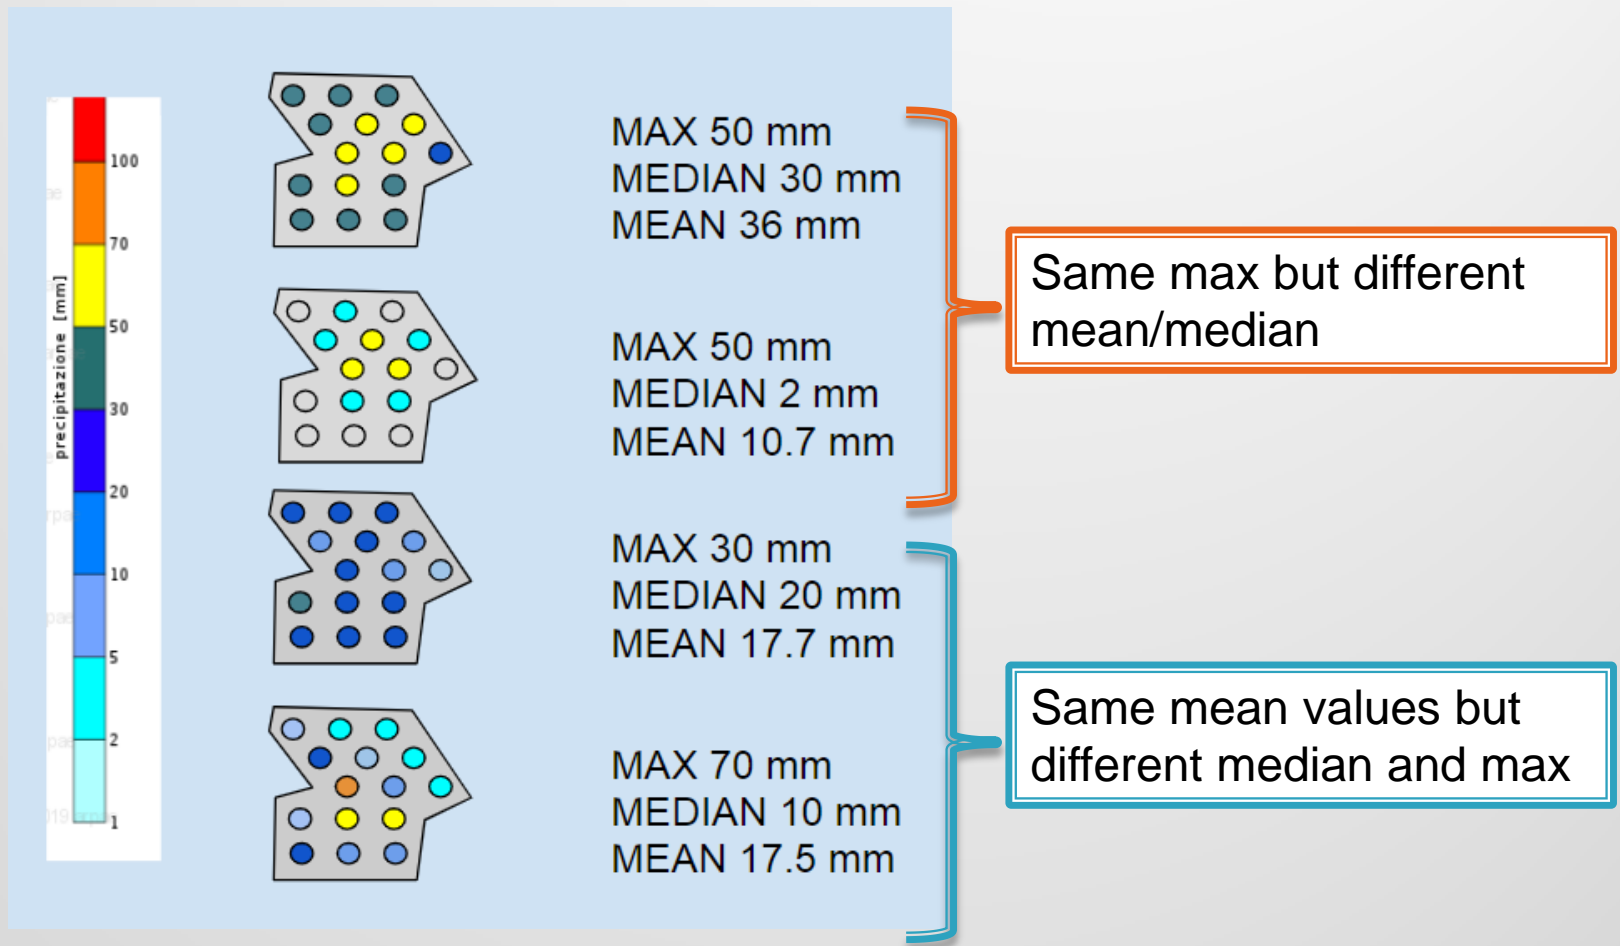 100
70
50
30
20
10
5
2
1
precipitazione [mm]
MAX 50 mm
MEDIAN 30 mm
MEAN 36 mm
MAX 50 mm
MEDIAN 2 mm
MEAN 10.7 mm
MAX 30 mm
MEDIAN 20 mm
MEAN 17.7 mm
MAX 70 mm
MEDIAN 10 mm
MEAN 17.5 mm
Same max but different
mean/median
Same mean values but
different median and max